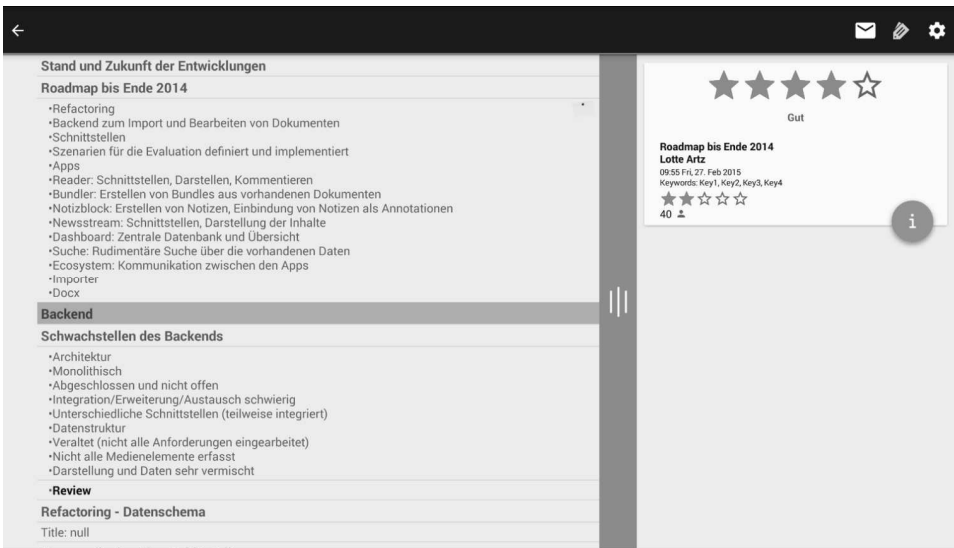 Stand und Zukunft der Entwicklungen
Roadmap bis Ende 2014
•Refactoring
•Backend zum Import und Bearbeiten von Dokumenten
•Schnittstellen
•Szenarien für die Evaluation definiert und implementiert
•Apps
•Reader: Schnittstellen, Darstellen, Kommentieren
•Bundler: Erstellen von Bundles aus vorhandenen Dokumenten
•Notizblock: Erstellen von Notizen, Einbindung von Notizen als Annotationen
•Newsstream: Schnittstellen, Darstellung der Inhalte
•Dashboard: Zentrale Datenbank und Übersicht
•Suche: Rudimentäre Suche über die vorhandenen Daten
•Ecosystem: Kommunikation zwischen den Apps
•Importer
•Docx
Backend
Schwachstellen des Backends
•Architektur
•Monolithisch
•Abgeschlossen und nicht offen
•Integration/Erweiterung/Austausch schwierig
•Unterschiedliche Schnittstellen (teilweise integriert)
•Datenstruktur
•Veraltet (nicht alle Anforderungen eingearbeitet)
•Nicht alle Medienelemente erfasst
•Darstellung und Daten sehr vermischt
•Review
Refactoring - Datenschema
Title: null
Gut
Roadmap bis Ende 2014
Lotte Artz
09:55 Fri, 27. Feb 2015
Keywords: Key1, Key2, Key3, Key4
40
i